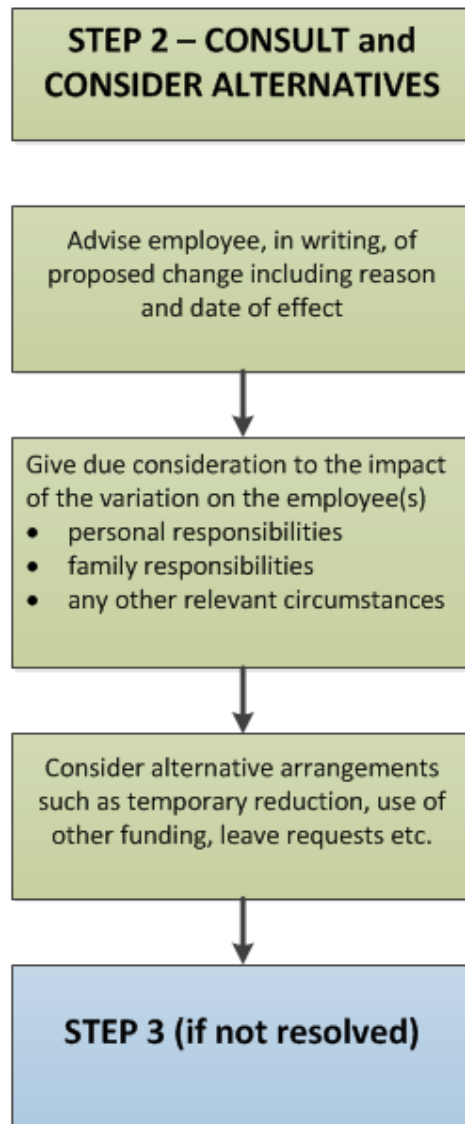 STEP 2 – CONSULT and
CONSIDER ALTERNATIVES
Advise employee, in writing, of
proposed change including reason
and date of effect
Give due consideration to the impact
of the variation on the employee(s)
• personal responsibilities
• family responsibilities
• any other relevant circumstances
Consider alternative arrangements
such as temporary reduction, use of
other funding, leave requests etc.
STEP 3 (if not resolved)